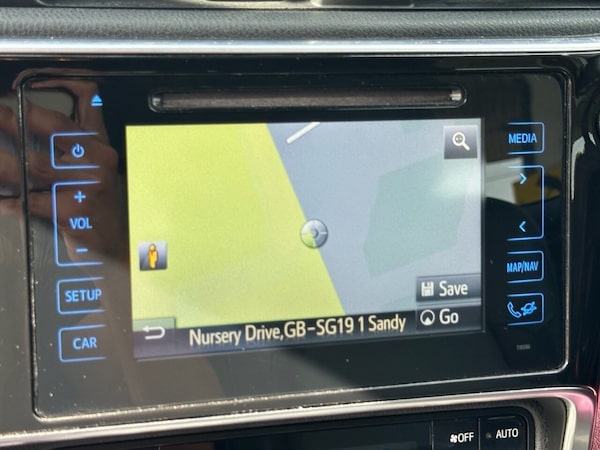 MEDIA
+
VOL
−
SETUP
CAR
MAP/NAV
Save
Go
Nursery Drive,GB-SG19 1 Sandy
OFF
AUTO